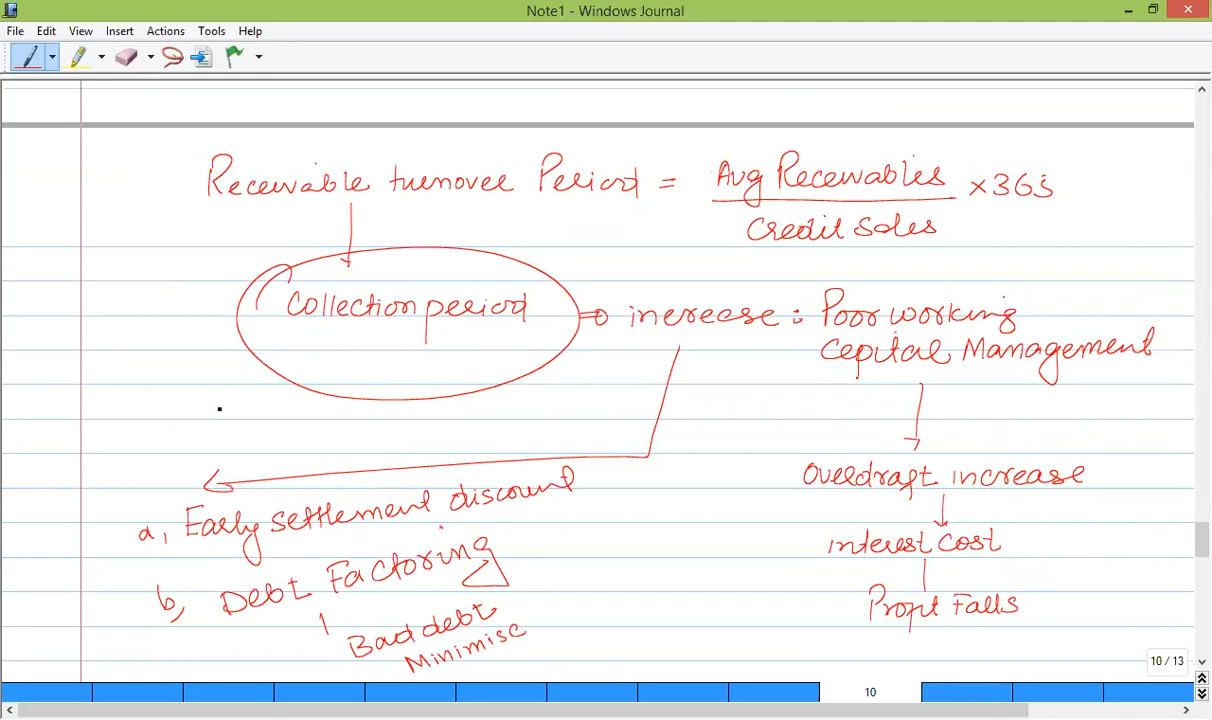 Note1 - Windows Journal
File Edit View Insert Actions Tools Help
Receivable turnover Period = Avg Receivables ×365
Credit Sales
Collection period
increase : Poor working
Capital Management
Overdraft increase
interest cost
Profit Falls
a, Early settlement discount
b, Debt Factoring
Bad debt
Minimise
10 / 13
10